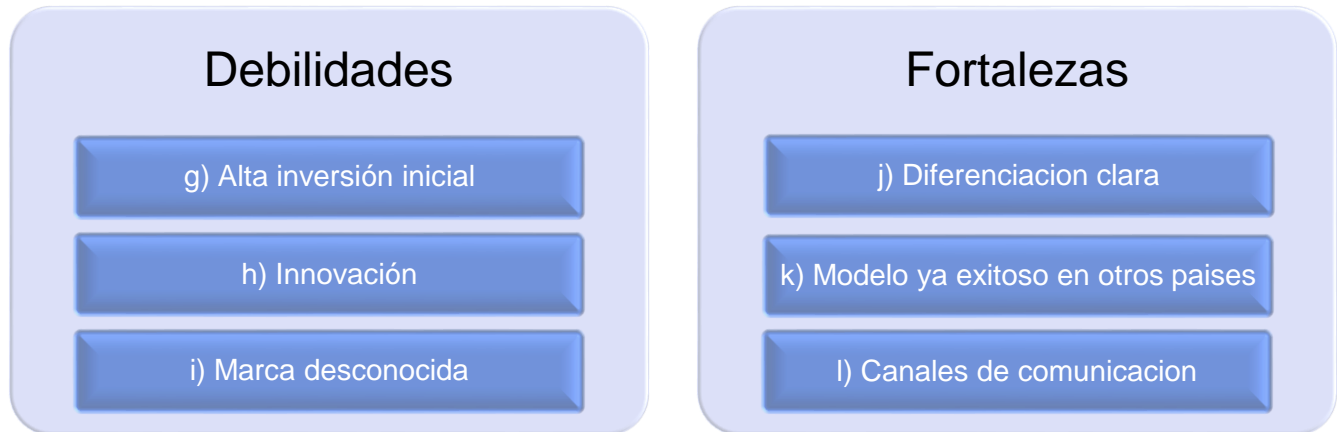 Debilidades
g) Alta inversión inicial
h) Innovación
i) Marca desconocida
Fortalezas
j) Diferenciacion clara
k) Modelo ya exitoso en otros paises
l) Canales de comunicacion